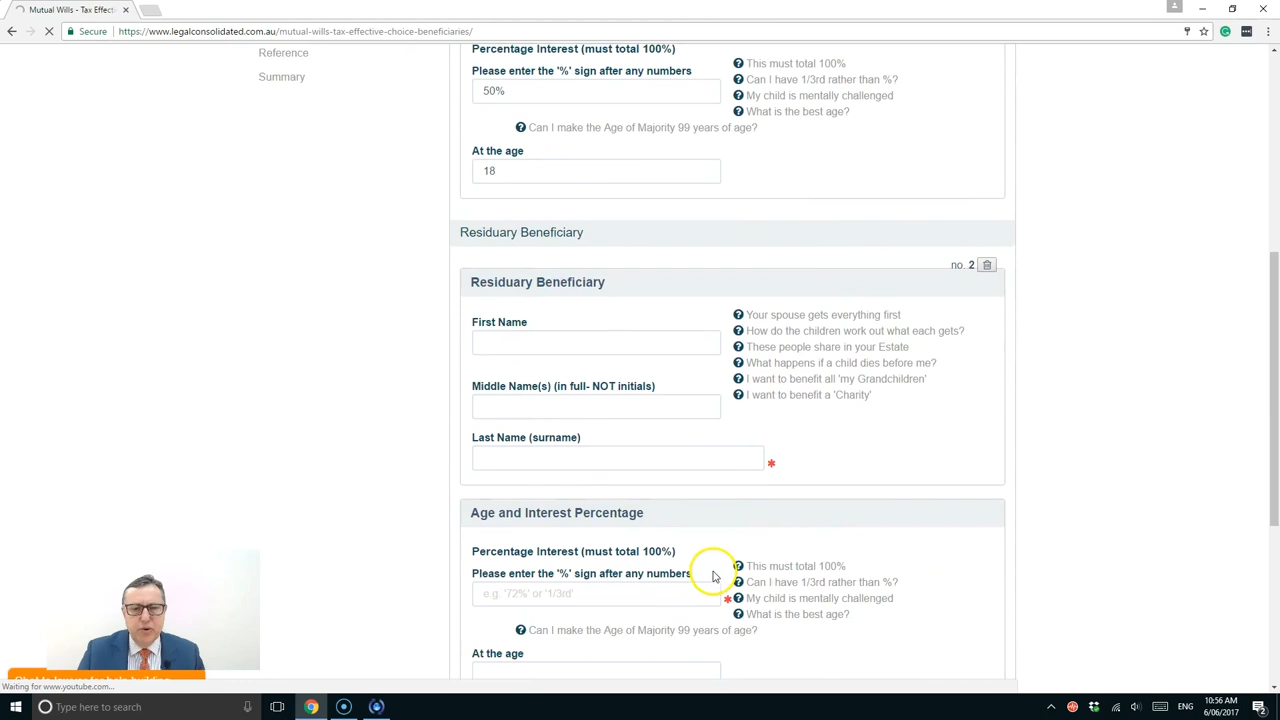 Mutual Wills - Tax Effecti
Secure
https://www.legalconsolidated.com.au/mutual-wills-tax-effective-choice-beneficiaries/
Reference
Summary
Percentage Interest (must total 100%)
Please enter the '%' sign after any numbers
50%
This must total 100%
Can I have 1/3rd rather than %?
My child is mentally challenged
What is the best age?
Can I make the Age of Majority 99 years of age?
At the age
18
Residuary Beneficiary
no. 2
Residuary Beneficiary
First Name
Your spouse gets everything first
How do the children work out what each gets?
These people share in your Estate
What happens if a child dies before me?
I want to benefit all 'my Grandchildren'
I want to benefit a 'Charity'
Middle Name(s) (in full- NOT initials)
Last Name (surname)
Age and Interest Percentage
Percentage Interest (must total 100%)
Please enter the '%' sign after any numbers
e.g. '72%' or '1/3rd'
This must total 100%
Can I have 1/3rd rather than %?
My child is mentally challenged
What is the best age?
Can I make the Age of Majority 99 years of age?
At the age
Waiting for www.youtube.com...
Type here to search
ENG
10:56 AM
6/06/2017
2